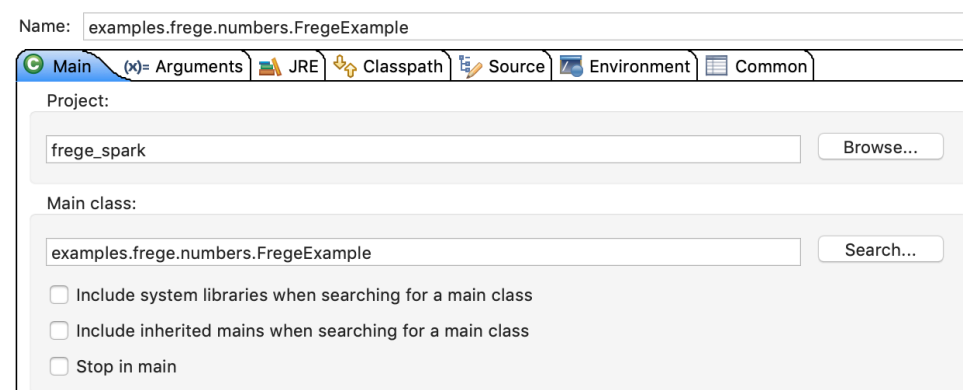 Name: examples.frege.numbers.FregeExample
Main (x)= Arguments JRE Classpath Source Environment Common
Project:
frege_spark Browse...
Main class:
examples.frege.numbers.FregeExample Search...
Include system libraries when searching for a main class
Include inherited mains when searching for a main class
Stop in main